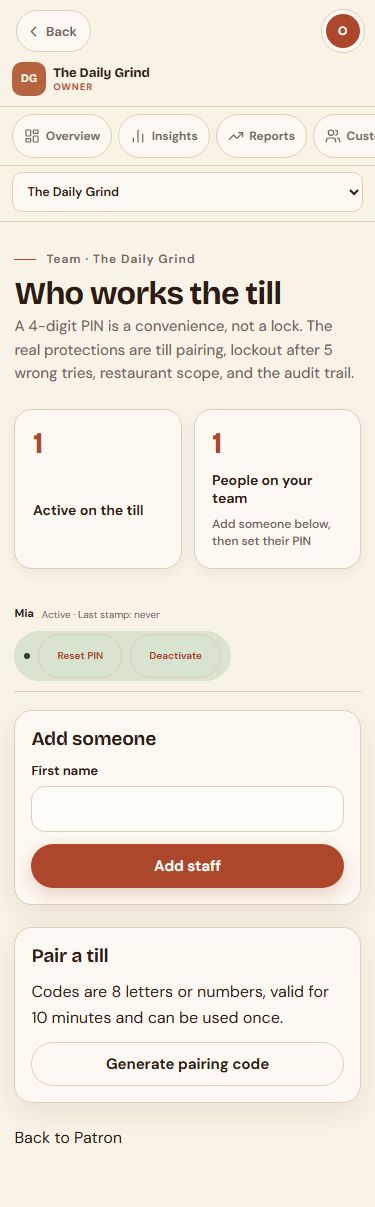 Back
O
DG
The Daily Grind
OWNER
Overview
Insights
Reports
Custo
The Daily Grind
Team · The Daily Grind
Who works the till
A 4-digit PIN is a convenience, not a lock. The
real protections are till pairing, lockout after 5
wrong tries, restaurant scope, and the audit trail.
1
Active on the till
1
People on your
team
Add someone below,
then set their PIN
Mia Active · Last stamp: never
Reset PIN
Deactivate
Add someone
First name
Add staff
Pair a till
Codes are 8 letters or numbers, valid for
10 minutes and can be used once.
Generate pairing code
Back to Patron